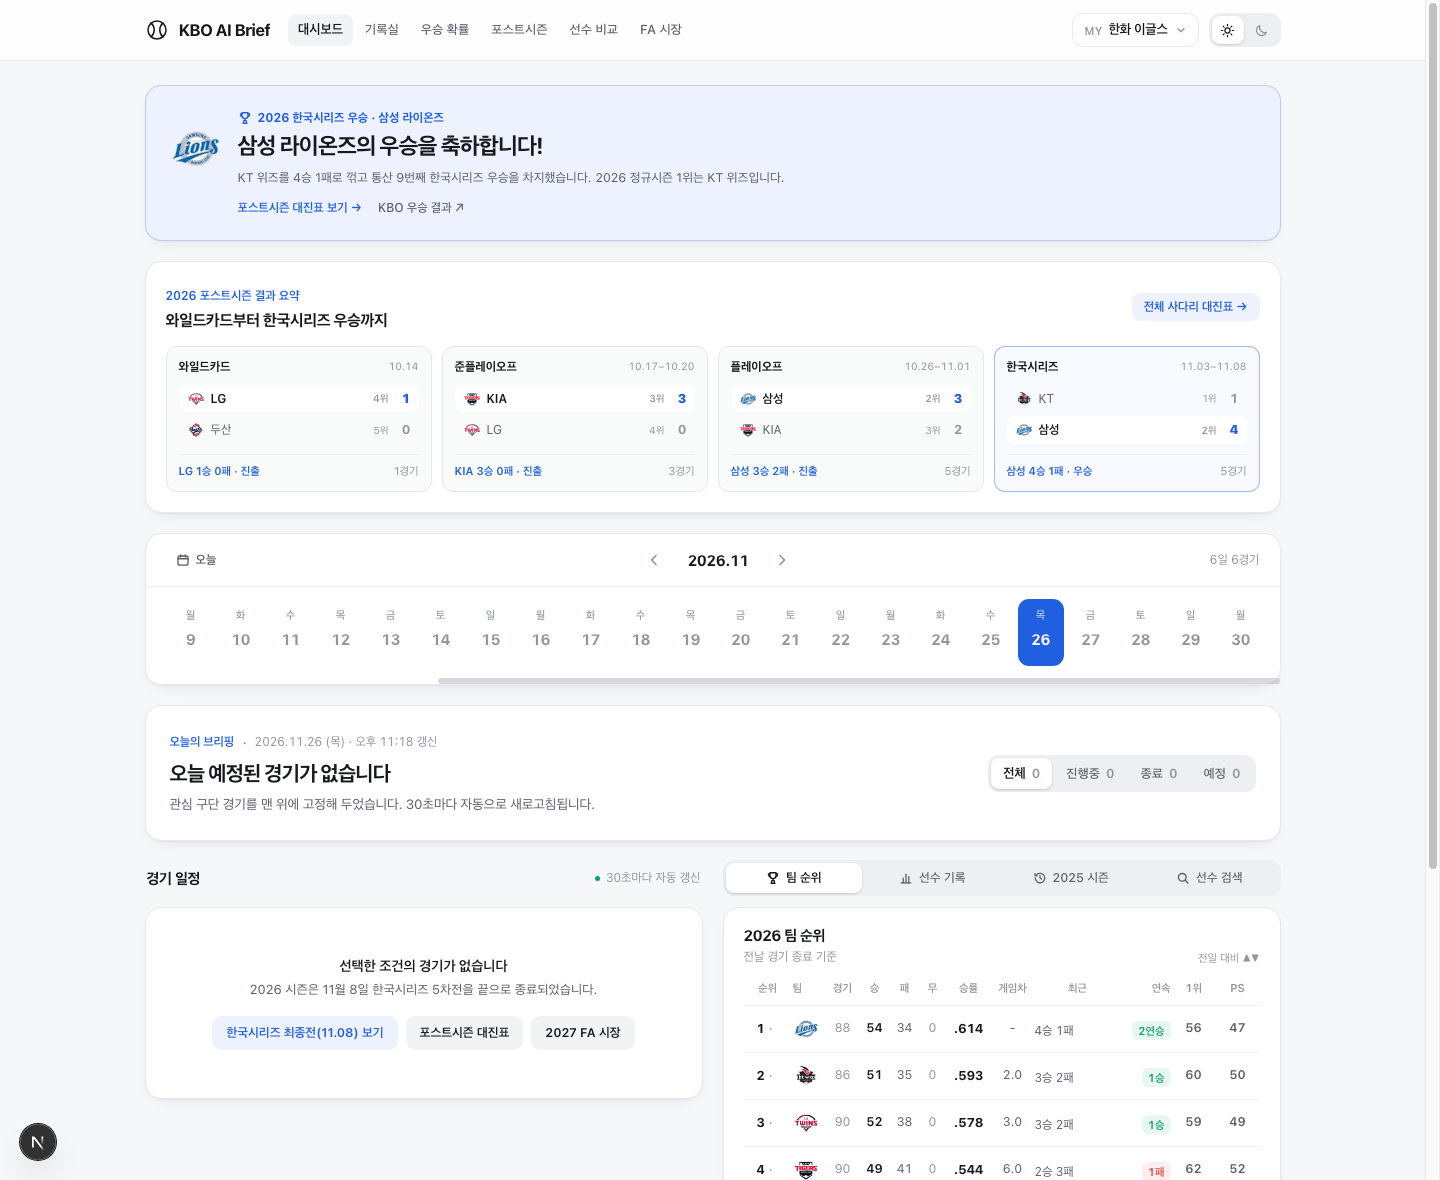 KBO AI Brief 대시보드 기록실 우승 확률 포스트시즌 선수 비교 FA 시장 MY 한화 이글스
2026 한국시리즈 우승 · 삼성 라이온즈
삼성 라이온즈의 우승을 축하합니다!
KT 위즈를 4승 1패로 꺾고 통산 9번째 한국시리즈 우승을 차지했습니다. 2026 정규시즌 1위는 KT 위즈입니다.
포스트시즌 대진표 보기 → KBO 우승 결과 ↗
2026 포스트시즌 결과 요약
와일드카드부터 한국시리즈 우승까지
전체 사다리 대진표 →
와일드카드 10.14
LG 4위 1
두산 5위 0
LG 1승 0패 · 진출 1경기
준플레이오프 10.17–10.20
KIA 3위 3
LG 4위 0
KIA 3승 0패 · 진출 3경기
플레이오프 10.26–11.01
삼성 2위 3
KIA 3위 2
삼성 3승 2패 · 진출 5경기
한국시리즈 11.03–11.08
KT 1위 1
삼성 2위 4
삼성 4승 1패 · 우승 5경기
오늘 2026.11 6일 6경기
월 화 수 목 금 토 일 월 화 수 목 금 토 일 월 화 수 목 금 토 일 월
9 10 11 12 13 14 15 16 17 18 19 20 21 22 23 24 25 26 27 28 29 30
오늘의 브리핑 · 2026.11.26 (목) · 오후 11:18 갱신
오늘 예정된 경기가 없습니다
관심 구단 경기를 맨 위에 고정해 두었습니다. 30초마다 자동으로 새로고침됩니다.
전체 0 진행중 0 종료 0 예정 0
경기 일정 30초마다 자동 갱신
선택한 조건의 경기가 없습니다
2026 시즌은 11월 8일 한국시리즈 5차전을 끝으로 종료되었습니다.
한국시리즈 최종전(11.08) 보기 포스트시즌 대진표 2027 FA 시장
팀 순위 선수 기록 2025 시즌 선수 검색
2026 팀 순위
전날 경기 종료 기준 전일 대비 ▲▼
순위 팀 경기 승 패 무 승률 게임차 최근 연속 1위 PS
1 · Lions 88 54 34 0 .614 - 4승 1패 2연승 56 47
2 · 86 51 35 0 .593 2.0 3승 2패 1승 60 50
3 · TWINS 90 52 38 0 .578 3.0 3승 2패 1승 59 49
4 · TIGERS 90 49 41 0 .544 6.0 2승 3패 1패 62 52
N